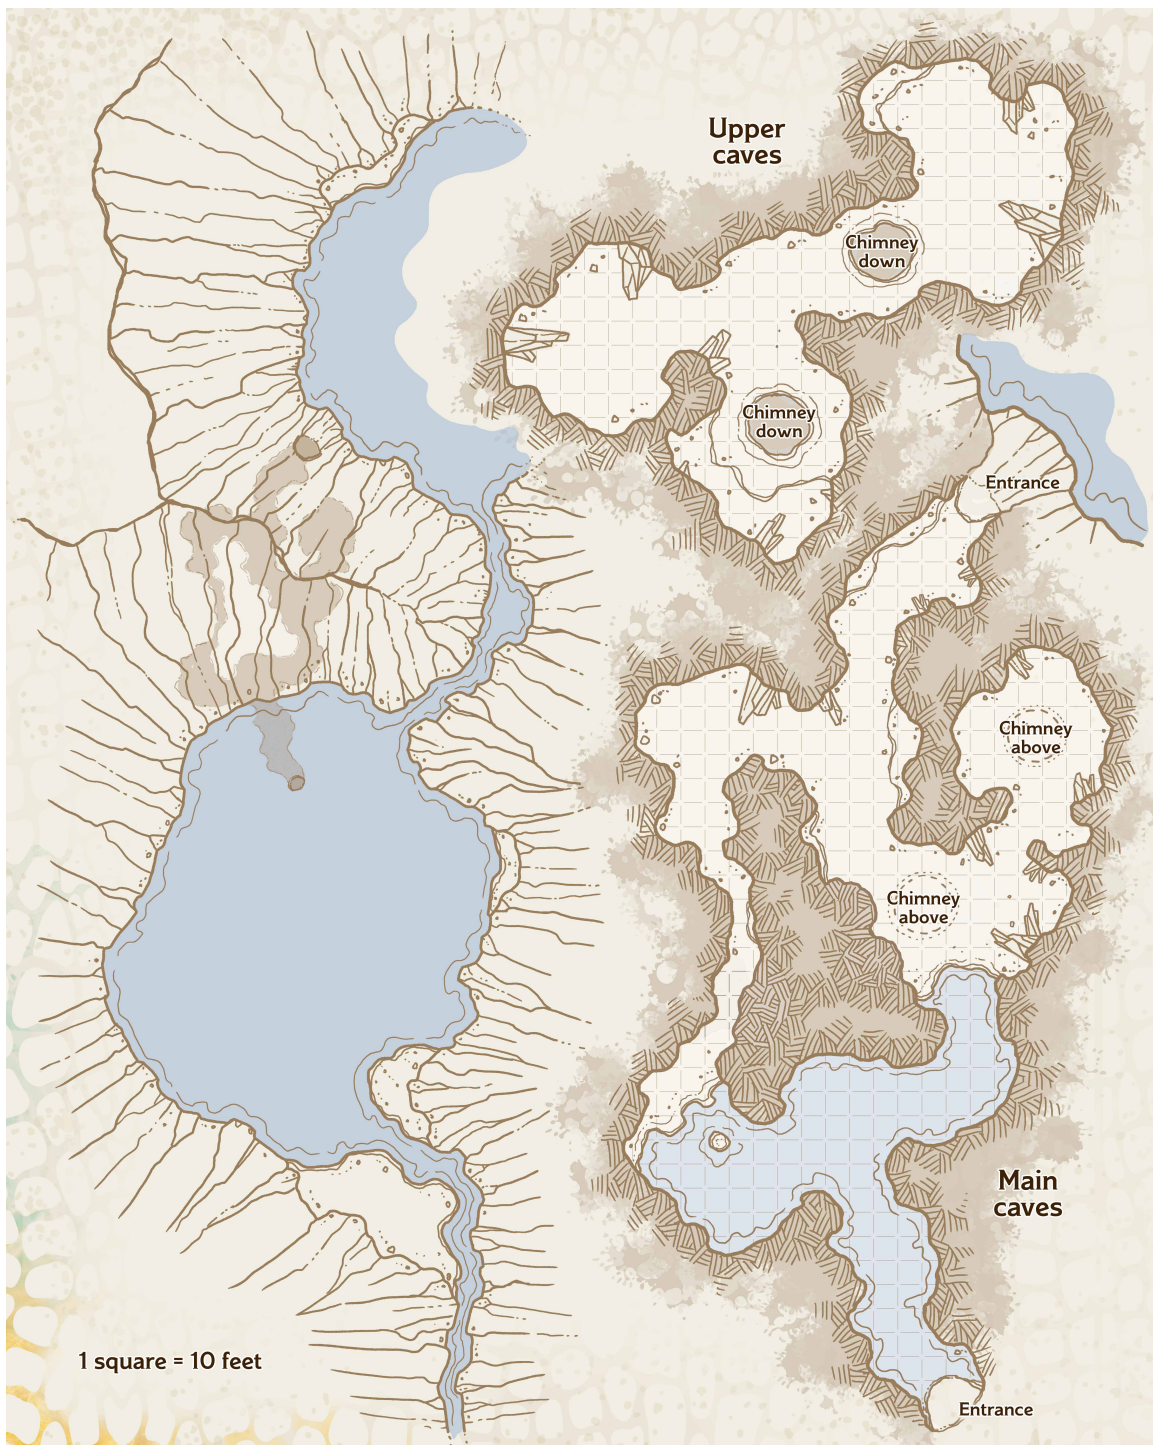 Upper
caves
Chimney
down
Chimney
down
Entrance
Chimney
above
Chimney
above
Main
caves
1 square = 10 feet
Entrance